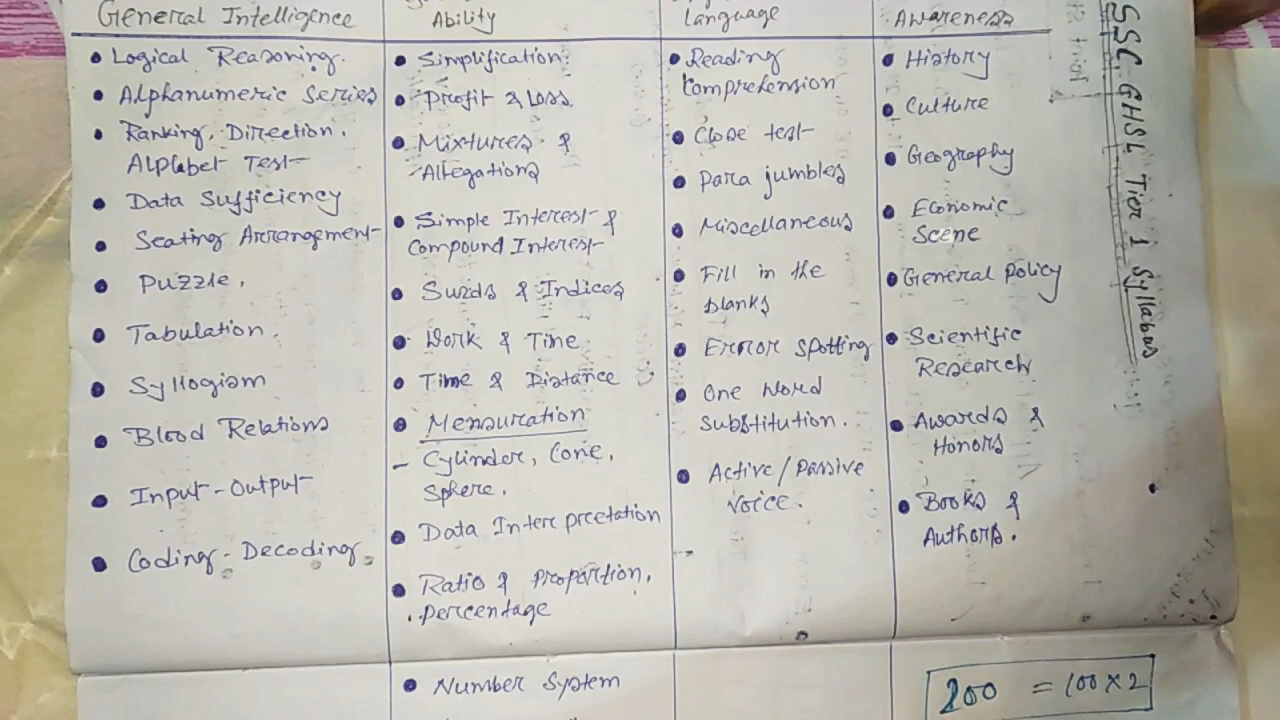 General Intelligence
• Logical Reasoning.
• Alphanumeric Series
• Ranking, Direction,
Alphabet Test
• Data Sufficiency
• Seating Arrangement
• Puzzle,
• Tabulation.
• Syllogism
• Blood Relations
• Input-Output
• Coding-Decoding.
Ability
• Simplification.
• Profit & Loss.
• Mixtures &
Allegations
• Simple Interest &
Compound Interest
• Surds & Indices
• Work & Time
• Time & Distance
• Mensuration
– Cylinder, Cone,
Sphere.
• Data Interpretation
• Ratio & Proportion,
Percentage
• Number System
Language
• Reading
Comprehension
• Close test
• Para jumbles
• Miscellaneous
• Fill in the
blanks
• Error spotting
• One Word
substitution.
• Active/Passive
Voice.
Awareness
• History
• Culture
• Geography
• Economic
Scene
• General Policy
• Scientific
Research
• Awards &
Honors
• Books &
Authors.
200 = 100 x 2
SSC CHSL Tier 1 Syllabus